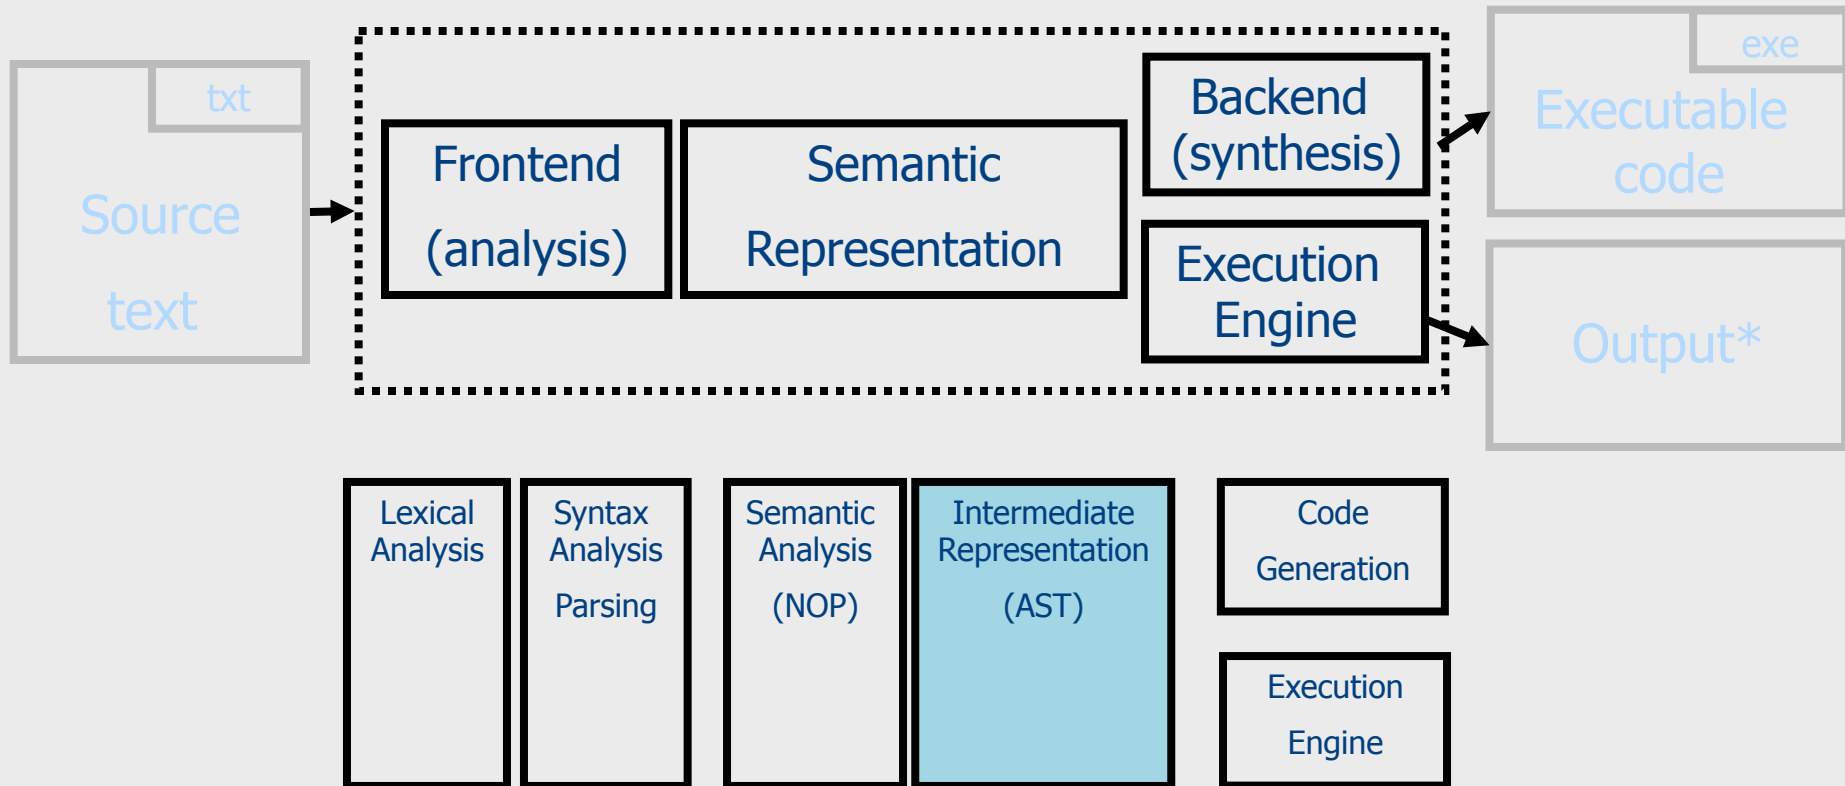 txt
Source
text
Frontend
(analysis)
Semantic
Representation
Backend
(synthesis)
Execution
Engine
exe
Executable
code
Output*
Lexical
Analysis
Syntax
Analysis
Parsing
Semantic
Analysis
(NOP)
Intermediate
Representation
(AST)
Code
Generation
Execution
Engine